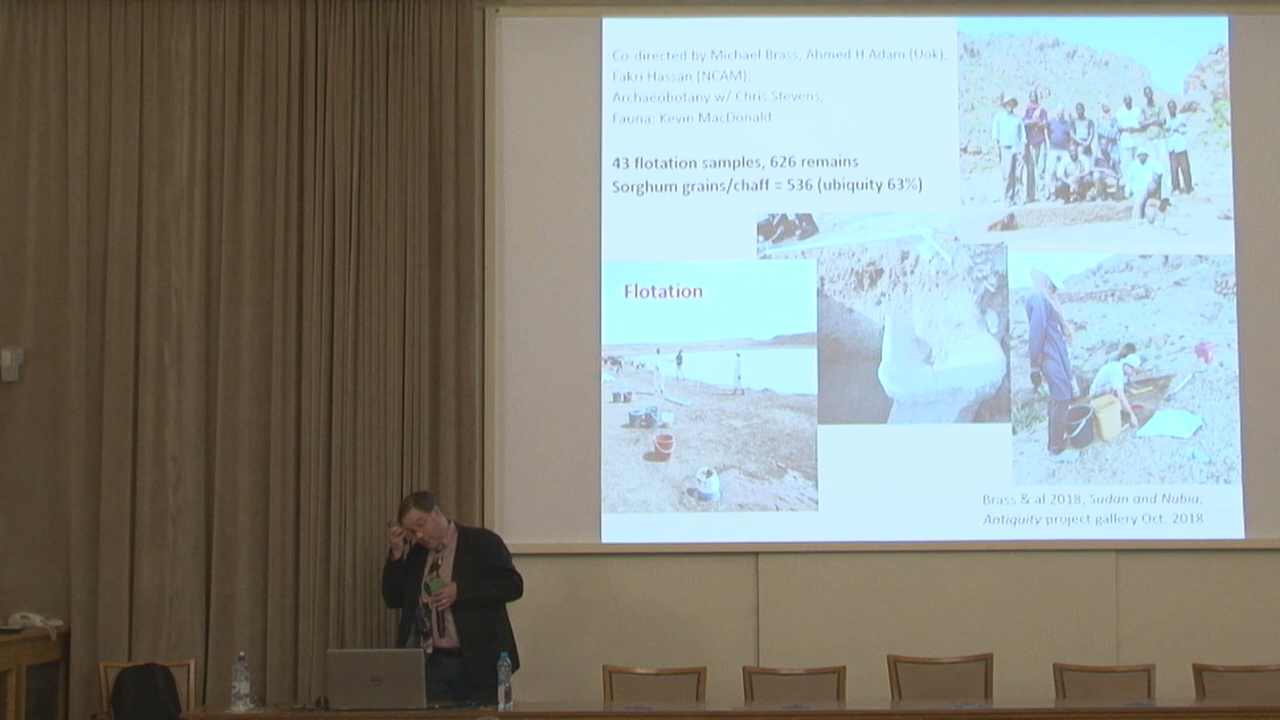 Co-directed by Michael Brass, Ahmed H Adam (Uok),
Fakri Hassan (NCAM);
Archaeobotany w/ Chris Stevens;
Fauna: Kevin MacDonald
43 flotation samples, 626 remains
Sorghum grains/chaff = 536 (ubiquity 63%)
Flotation
Brass & al 2018, Sudan and Nubia;
Antiquity project gallery Oct. 2018